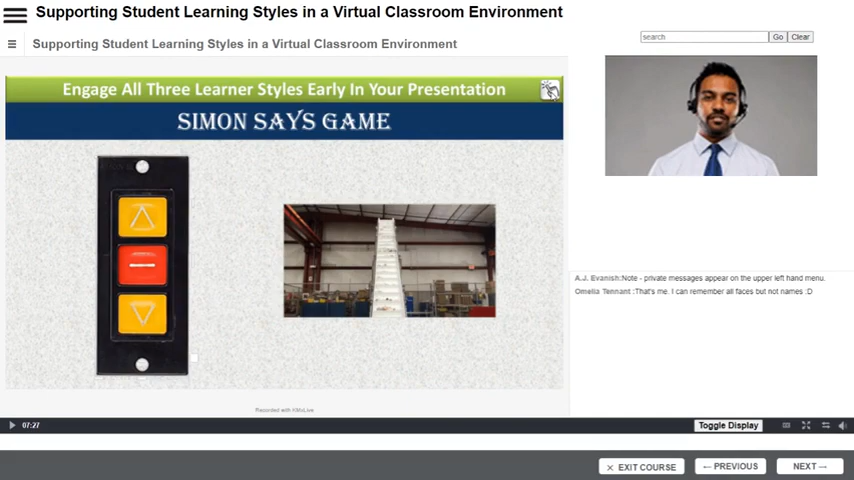 Supporting Student Learning Styles in a Virtual Classroom Environment
Supporting Student Learning Styles in a Virtual Classroom Environment
search
Go
Clear
Engage All Three Learner Styles Early In Your Presentation
SIMON SAYS GAME
A.J. Evanish:Note - private messages appear on the upper left hand menu.
Omelia Tennant :That's me. I can remember all faces but not names :D
Recorded with KMxLive
07:27
Toggle Display
EXIT COURSE
PREVIOUS
NEXT